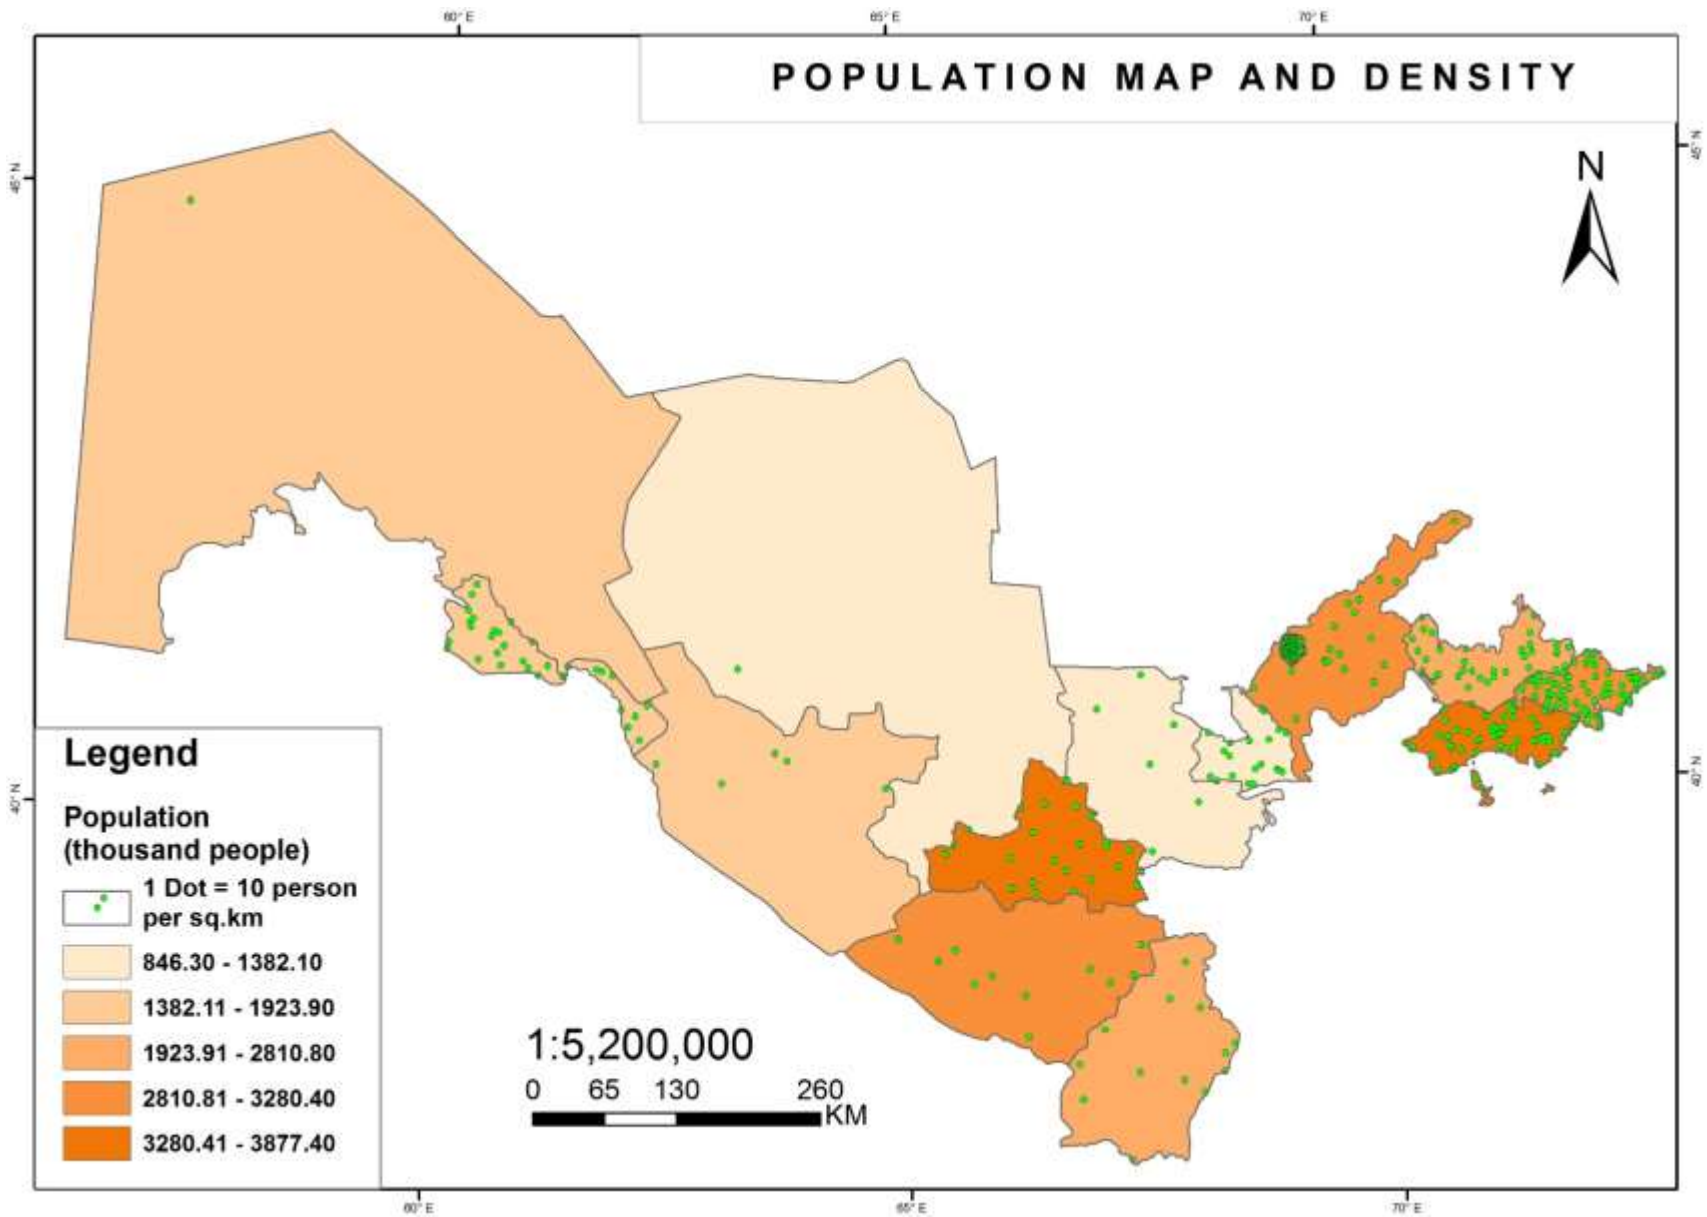 60° E 65° E 70° E
POPULATION MAP AND DENSITY
45° N
45° N
N
Legend
Population
(thousand people)
1 Dot = 10 person
per sq.km
846.30 - 1382.10
1382.11 - 1923.90
1923.91 - 2810.80
2810.81 - 3280.40
3280.41 - 3877.40
40° N
40° N
1:5,200,000
0 65 130 260
KM
60° E 65° E 70° E